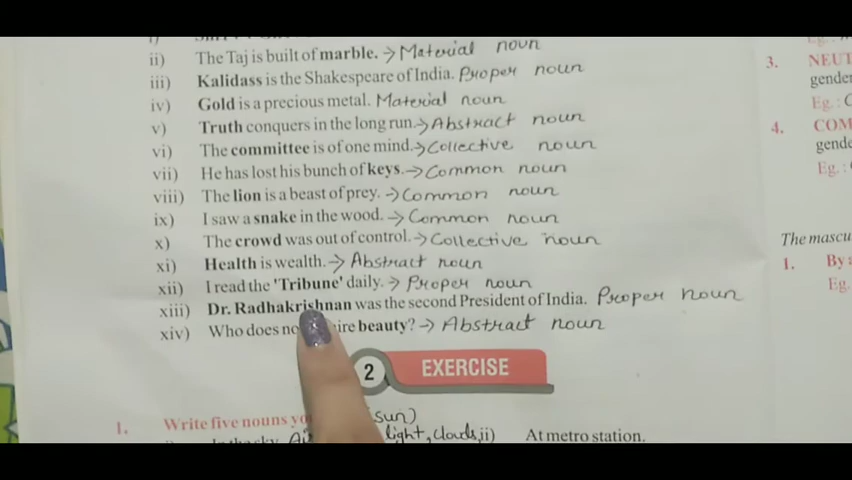 ii) The Taj is built of marble. → Material noun
iii) Kalidass is the Shakespeare of India. Proper noun
iv) Gold is a precious metal. Material noun
v) Truth conquers in the long run. → Abstract noun
vi) The committee is of one mind. → Collective noun
vii) He has lost his bunch of keys. → Common noun
viii) The lion is a beast of prey. → Common noun
ix) I saw a snake in the wood. → Common noun
x) The crowd was out of control. → Collective noun
xi) Health is wealth. → Abstract noun
xii) I read the 'Tribune' daily. → Proper noun
xiii) Dr. Radhakrishnan was the second President of India. Proper noun
xiv) Who does beauty? → Abstract noun
2 EXERCISE
1. Write five nouns (sun)
In the sky. light, clouds, ii) At metro station.
3. NEUT
gender
Eg. :
4. COM
gende
Eg. :
The mascu
1. By a
Eg.